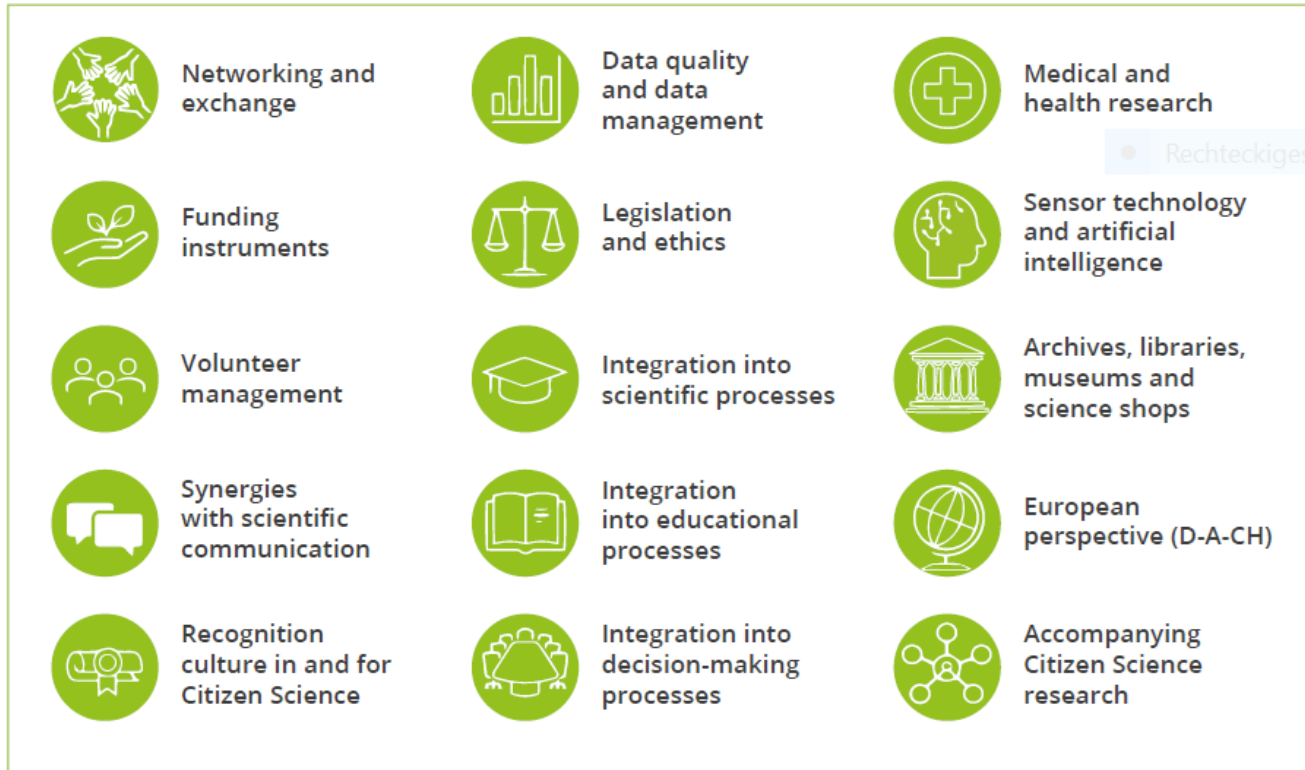 Networking and
exchange
Funding
instruments
Volunteer
management
Synergies
with scientific
communication
Recognition
culture in and for
Citizen Science
Data quality
and data
management
Legislation
and ethics
Integration into
scientific processes
Integration
into educational
processes
Integration into
decision-making
processes
Medical and
health research
Rechteckiges
Sensor technology
and artificial
intelligence
Archives, libraries,
museums and
science shops
European
perspective (D-A-CH)
Accompanying
Citizen Science
research